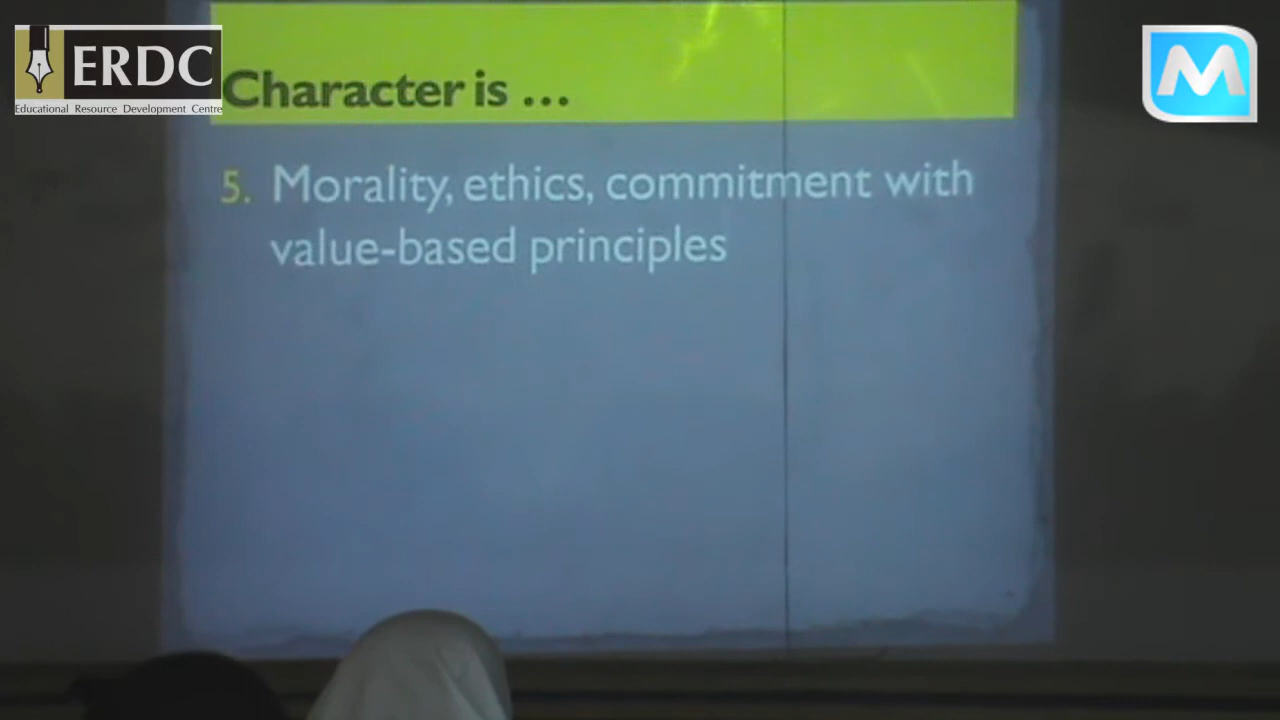 ERDC
Educational Resource Development Centre
M
Character is ...
5. Morality, ethics, commitment with
value-based principles